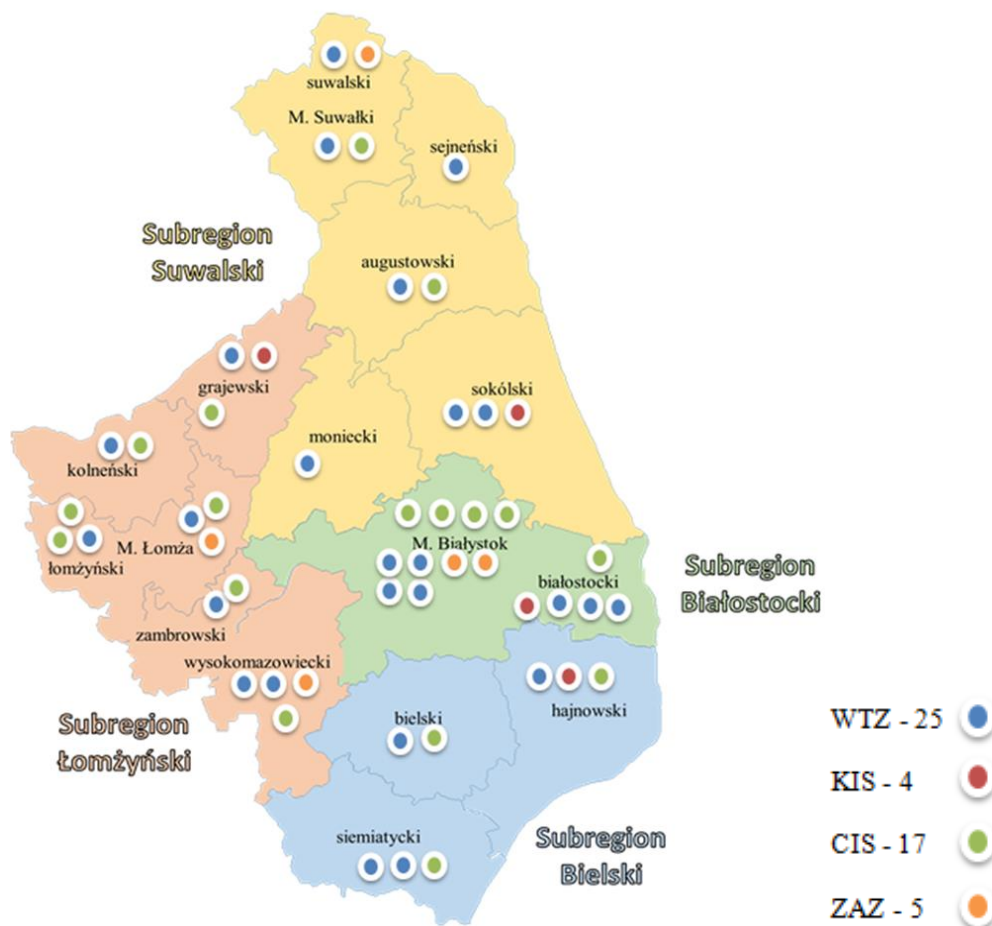 suwalski
M. Suwałki
sejneński
Subregion
Suwalski
augustowski
grajewski
sokólski
moniecki
kolneński
M. Białystok
M. Łomża
łomżyński
białostocki
Subregion
Białostocki
zambrowski
wysokomazowiecki
hajnowski
bielski
Subregion
Łomżyński
WTZ - 25
KIS - 4
siemiatycki
Subregion
Bielski
CIS - 17
ZAZ - 5